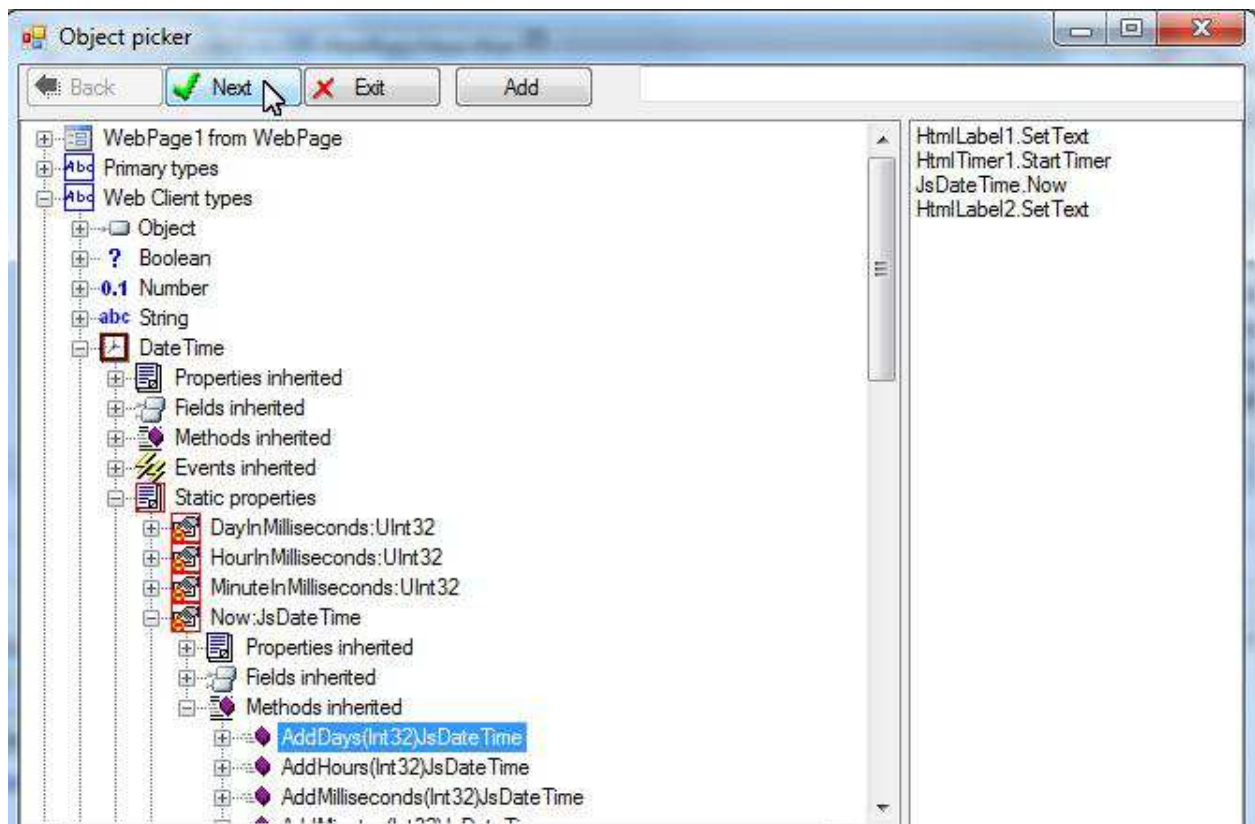 Object picker
Back Next Exit Add
WebPage1 from WebPage
Abc Primary types
Abc Web Client types
Object
? Boolean
0.1 Number
abc String
DateTime
Properties inherited
Fields inherited
Methods inherited
Events inherited
Static properties
DayInMilliseconds:UInt32
HourInMilliseconds:UInt32
MinuteInMilliseconds:UInt32
Now:JsDateTime
Properties inherited
Fields inherited
Methods inherited
AddDays(Int32)JsDateTime
AddHours(Int32)JsDateTime
AddMilliseconds(Int32)JsDateTime
HtmlLabel1.SetText
HtmlTimer1.StartTimer
JsDateTime.Now
HtmlLabel2.SetText